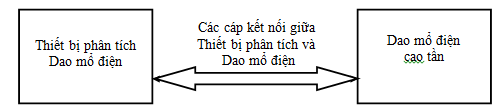 Thiết bị phân tích
Dao mổ điện
Các cáp kết nối giữa
Thiết bị phân tích và
Dao mổ điện
Dao mổ điện
cao tần